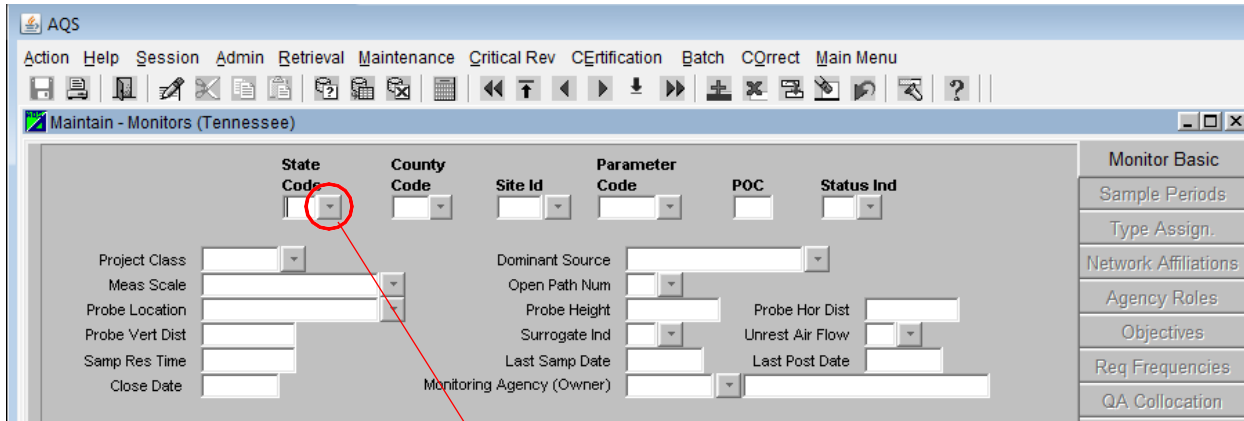 AQS
Action Help Session Admin Retrieval Maintenance Critical Rev CErtification Batch COrrect Main Menu
Maintain - Monitors (Tennessee)
State Code County Code Site Id Parameter Code POC Status Ind
Project Class Dominant Source
Meas Scale Open Path Num
Probe Location Probe Height Probe Hor Dist
Probe Vert Dist Surrogate Ind Unrest Air Flow
Samp Res Time Last Samp Date Last Post Date
Close Date Monitoring Agency (Owner)
Monitor Basic
Sample Periods
Type Assign.
Network Affiliations
Agency Roles
Objectives
Req Frequencies
QA Collocation